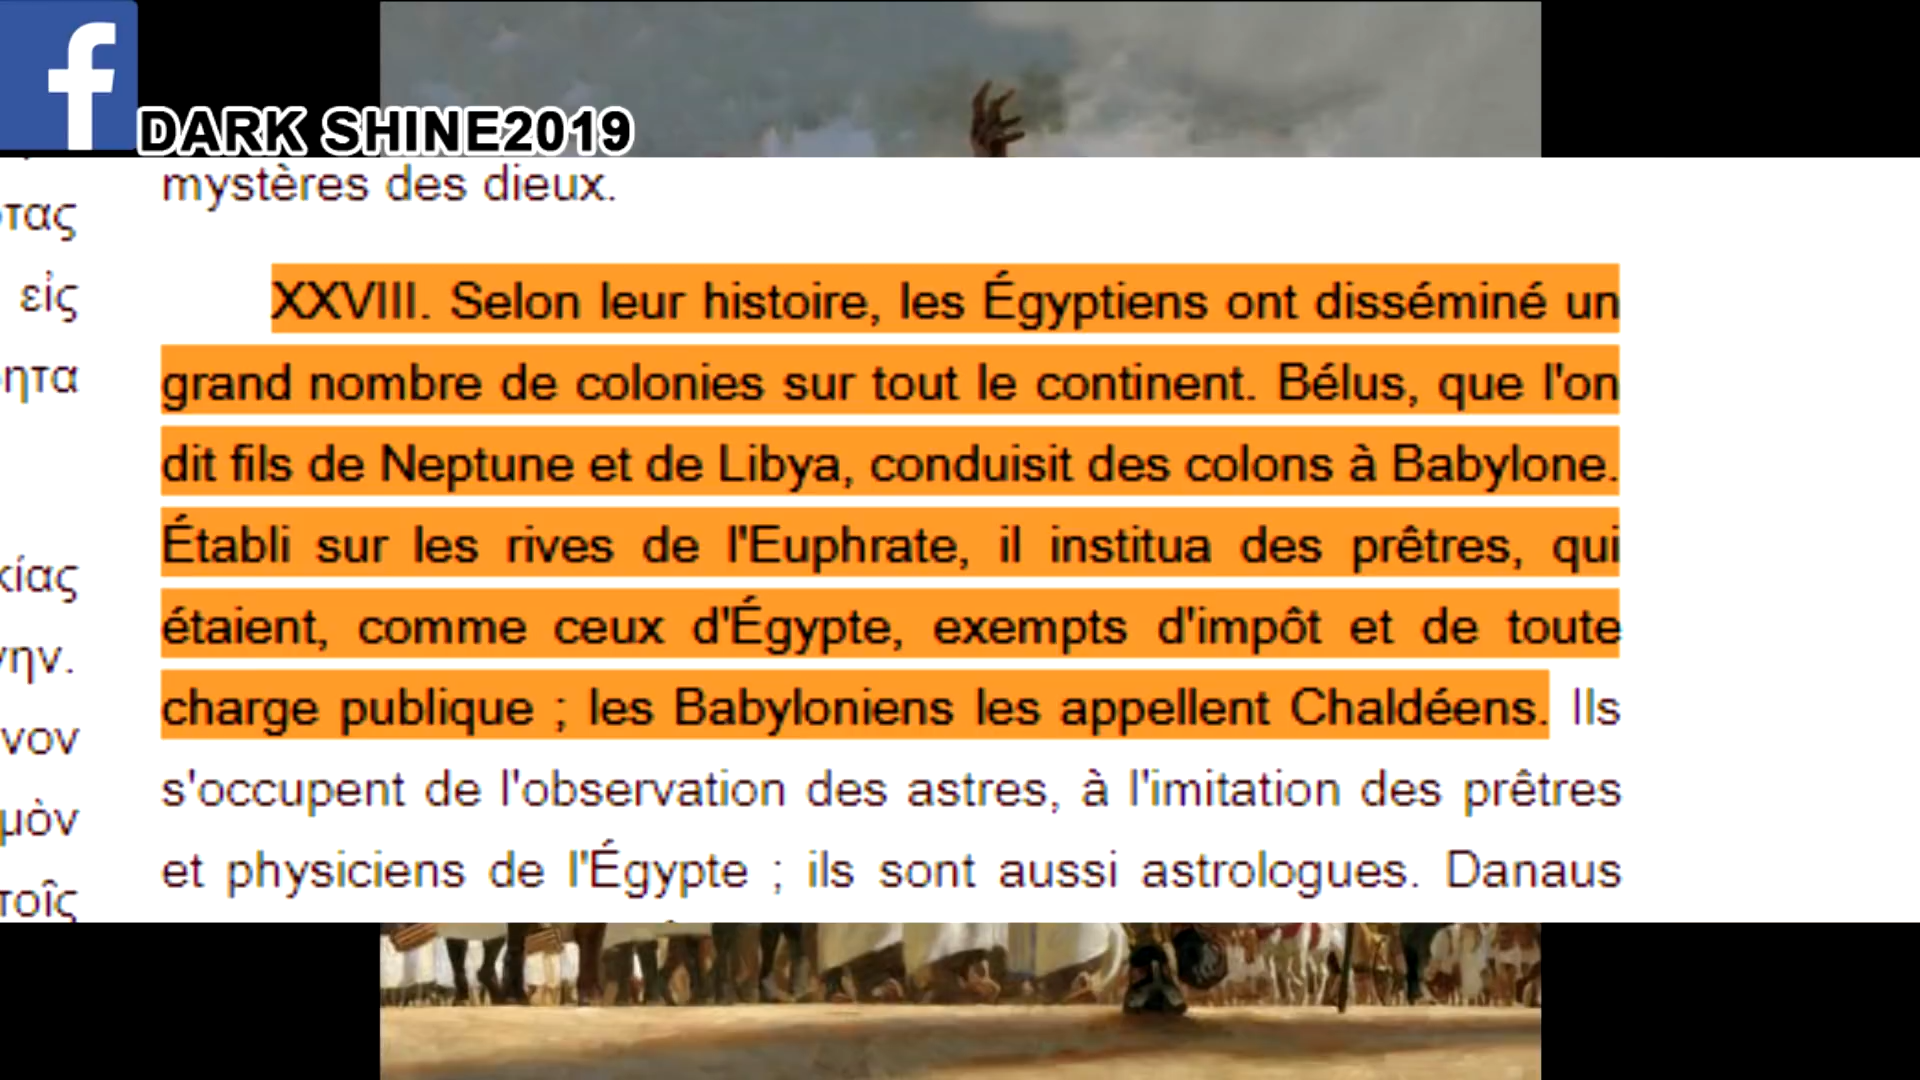 f
DARK SHINE2019
mystères des dieux.
εἰς
XXVIII. Selon leur histoire, les Égyptiens ont disséminé un
grand nombre de colonies sur tout le continent. Bélus, que l'on
dit fils de Neptune et de Libya, conduisit des colons à Babylone.
Établi sur les rives de l'Euphrate, il institua des prêtres, qui
étaient, comme ceux d'Égypte, exempts d'impôt et de toute
charge publique ; les Babyloniens les appellent Chaldéens. Ils
s'occupent de l'observation des astres, à l'imitation des prêtres
et physiciens de l'Égypte ; ils sont aussi astrologues. Danaus